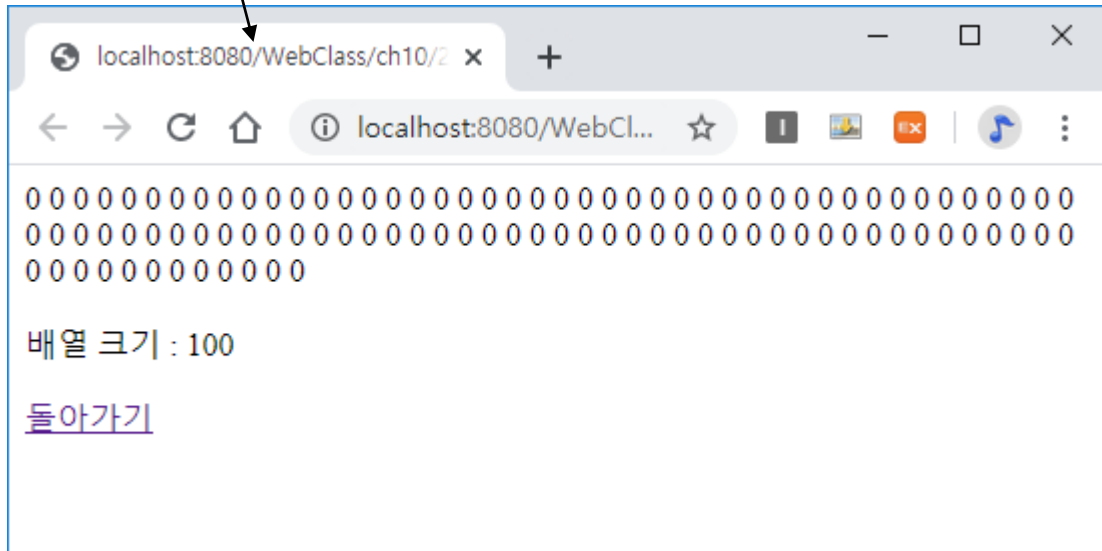 localhost:8080/WebClass/ch10/2
localhost:8080/WebCl...
I
EX
0 0 0 0 0 0 0 0 0 0 0 0 0 0 0 0 0 0 0 0 0 0 0 0 0 0 0 0 0 0 0 0 0 0 0 0 0 0 0 0 0 0 0 0
0 0 0 0 0 0 0 0 0 0 0 0 0 0 0 0 0 0 0 0 0 0 0 0 0 0 0 0 0 0 0 0 0 0 0 0 0 0 0 0 0 0 0 0
0 0 0 0 0 0 0 0 0 0 0 0
배열 크기 : 100
돌아가기